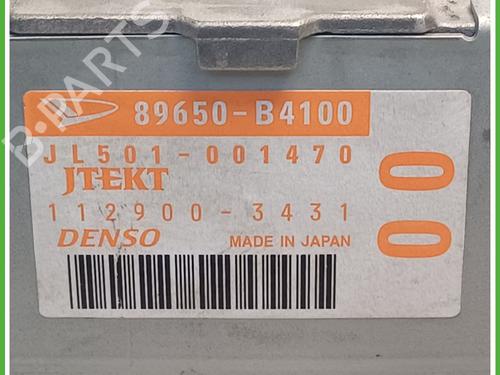 89650-B4100
JL501-001470
JTEKT
112900-3431
DENSO
MADE IN JAPAN
00
B-PARTS